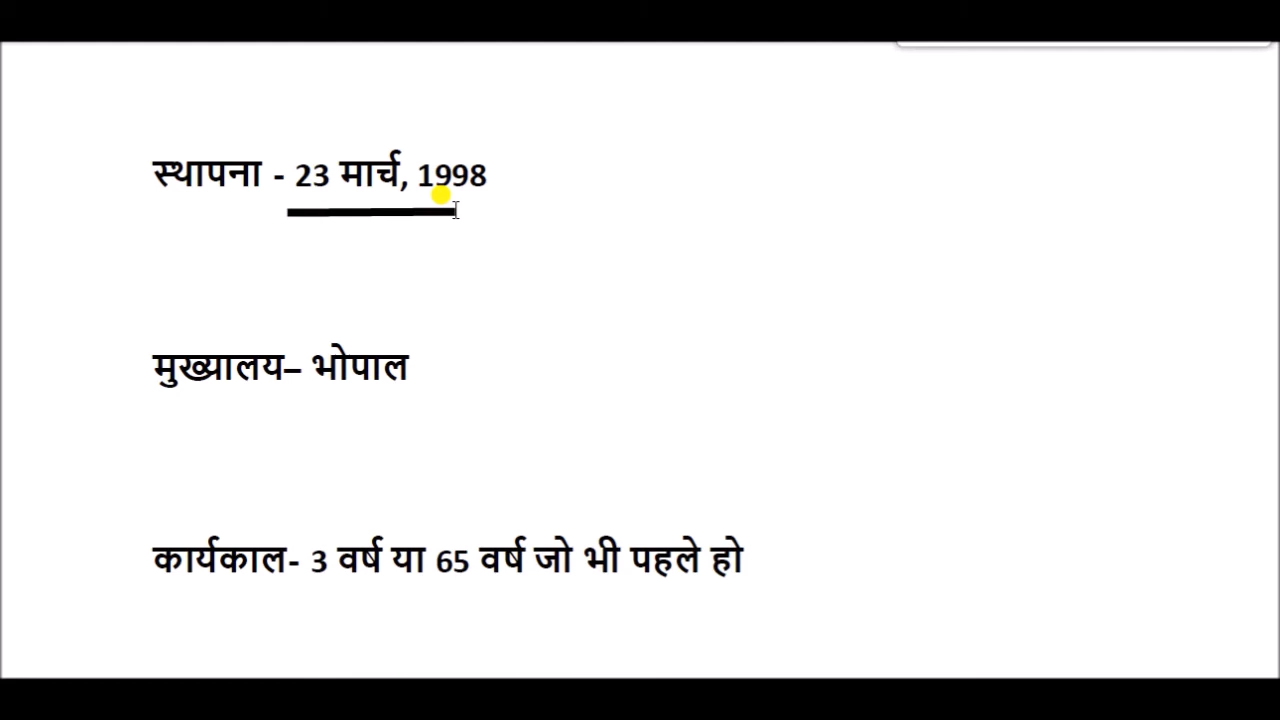 स्थापना - 23 मार्च, 1998
मुख्यालय– भोपाल
कार्यकाल- 3 वर्ष या 65 वर्ष जो भी पहले हो